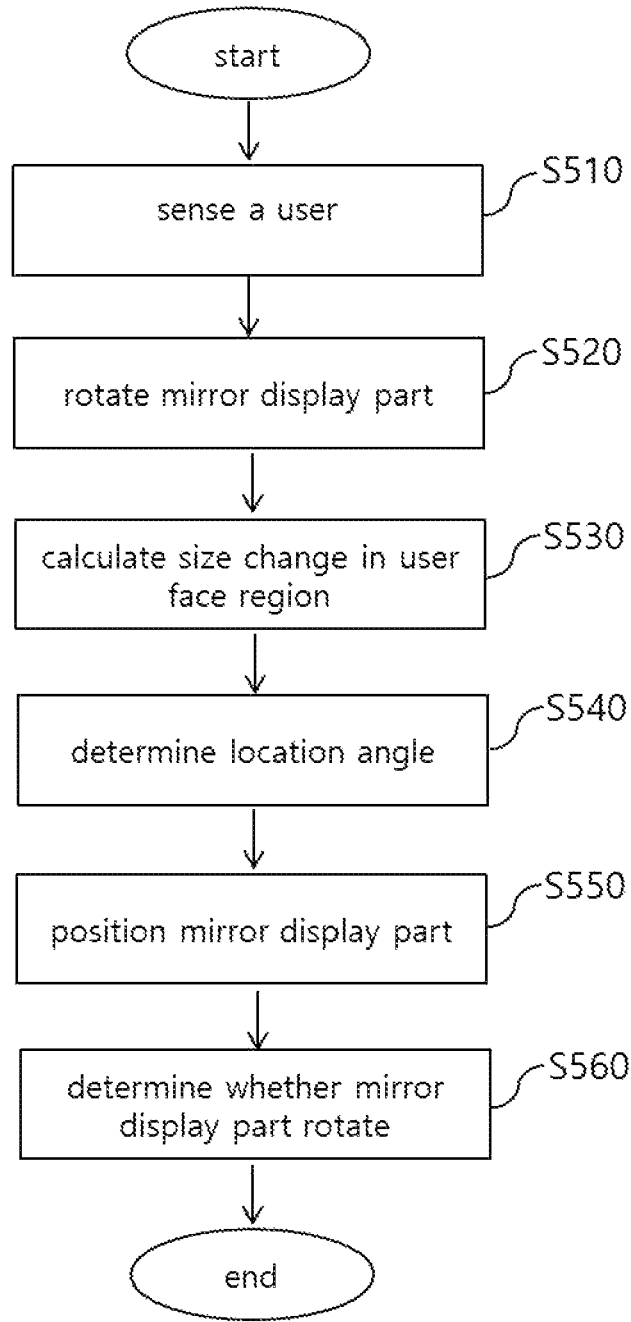 start
S510
sense a user
S520
rotate mirror display part
S530
calculate size change in user
face region
S540
determine location angle
S550
position mirror display part
S560
determine whether mirror
display part rotate
end